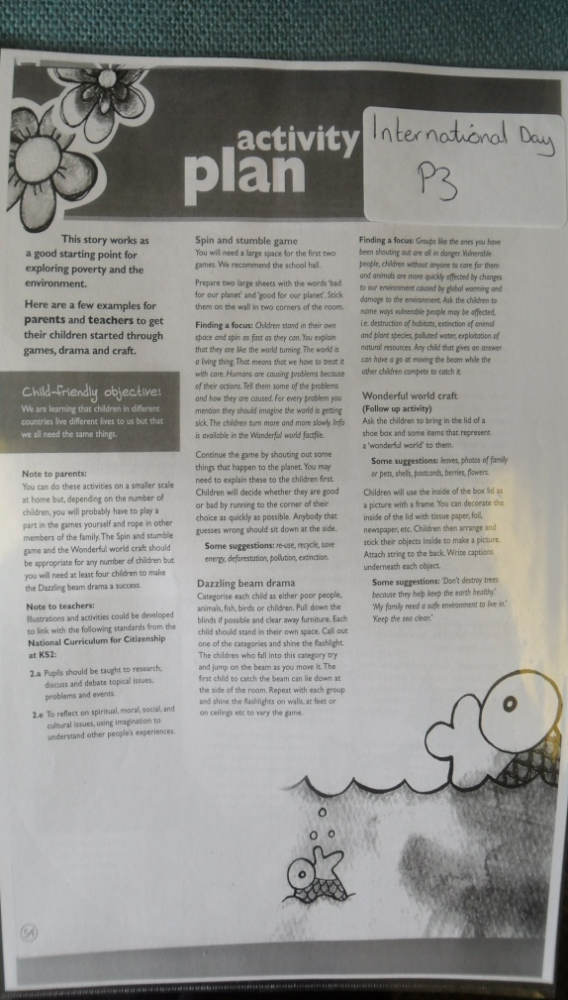 activity
plan
International Day
P3
This story works as
a good starting point for
exploring poverty and the
environment.
Here are a few examples for
parents and teachers to get
their children started through
games, drama and craft.
Child-friendly objective:
We are learning that children in different
countries live different lives to us but that
we all need the same things.
Note to parents:
You can do these activities on a smaller scale
at home but, depending on the number of
children, you will probably have to play a
part in the games yourself and rope in other
members of the family. The Spin and stumble
game and the Wonderful world craft should
be appropriate for any number of children but
you will need at least four children to make
the Dazzling beam drama a success.
Note to teachers:
Illustrations and activities could be developed
to link with the following standards from the
National Curriculum for Citizenship
at KS2:
2.a Pupils should be taught to research,
discuss and debate topical issues,
problems and events.
2.e To reflect on spiritual, moral, social, and
cultural issues, using imagination to
understand other people's experiences.
Spin and stumble game
You will need a large space for the first two
games. We recommend the school hall.
Prepare two large sheets with the words 'bad
for our planet' and 'good for our planet'. Stick
them on the wall in two corners of the room.
Finding a focus: Children stand in their own
space and spin as fast as they can. You explain
that they are like the world turning. The world is
a living thing. That means that we have to treat it
with care. Humans are causing problems because
of their actions. Tell them some of the problems
and how they are caused. For every problem you
mention they should imagine the world is getting
sick. The children turn more and more slowly. Info
is available in the Wonderful world factfile.
Continue the game by shouting out some
things that happen to the planet. You may
need to explain these to the children first.
Children will decide whether they are good
or bad by running to the corner of their
choice as quickly as possible. Anybody that
guesses wrong should sit down at the side.
Some suggestions: re-use, recycle, save
energy, deforestation, pollution, extinction.
Dazzling beam drama
Categorise each child as either poor people,
animals, fish, birds or children. Pull down the
blinds if possible and clear away furniture. Each
child should stand in their own space. Call out
one of the categories and shine the flashlight.
The children who fall into this category try
and jump on the beam as you move it. The
first child to catch the beam can lie down at
the side of the room. Repeat with each group
and shine the flashlights on walls, at feet or
on ceilings etc to vary the game.
Finding a focus: Groups like the ones you have
been shouting out are all in danger. Vulnerable
people, children without anyone to care for them
and animals are more quickly affected by changes
to our environment caused by global warming and
damage to the environment. Ask the children to
name ways vulnerable people may be affected,
i.e. destruction of habitats, extinction of animal
and plant species, polluted water, exploitation of
natural resources. Any child that gives an answer
can have a go at moving the beam while the
other children compete to catch it.
Wonderful world craft
(Follow up activity)
Ask the children to bring in the lid of a
shoe box and some items that represent
a 'wonderful world' to them.
Some suggestions: leaves, photos of family
or pets, shells, postcards, berries, flowers.
Children will use the inside of the box lid as
a picture with a frame. You can decorate the
inside of the lid with tissue paper, foil,
newspaper, etc. Children then arrange and
stick their objects inside to make a picture.
Attach string to the back. Write captions
underneath each object.
Some suggestions: 'Don't destroy trees
because they help keep the earth healthy.'
'My family need a safe environment to live in.'
'Keep the sea clean.'